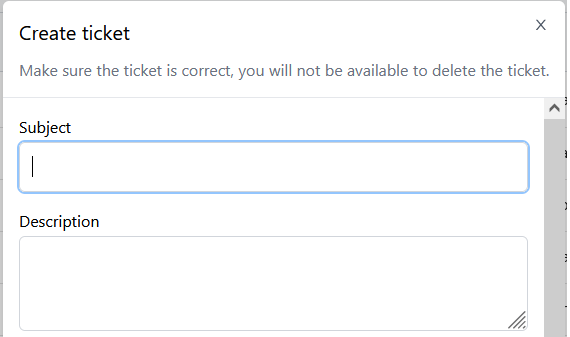 Create ticket
Make sure the ticket is correct, you will not be available to delete the ticket.
Subject
Description